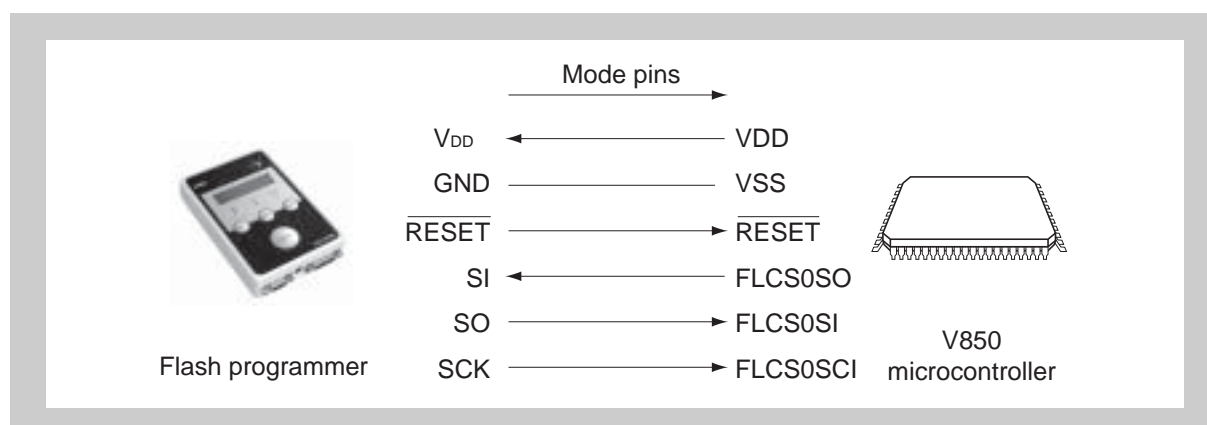 Mode pins
VDD VDD
GND VSS
RESET RESET
SI FLCS0SO
SO FLCS0SI
SCK FLCS0SCI
Flash programmer
V850
microcontroller